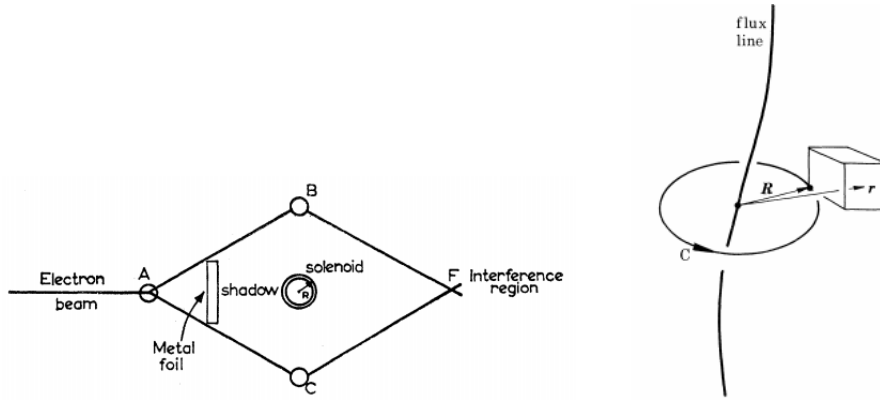 Electron
beam
A
B
solenoid
R
shadow
Metal
foil
C
F Interference
region
flux
line
R
r
C